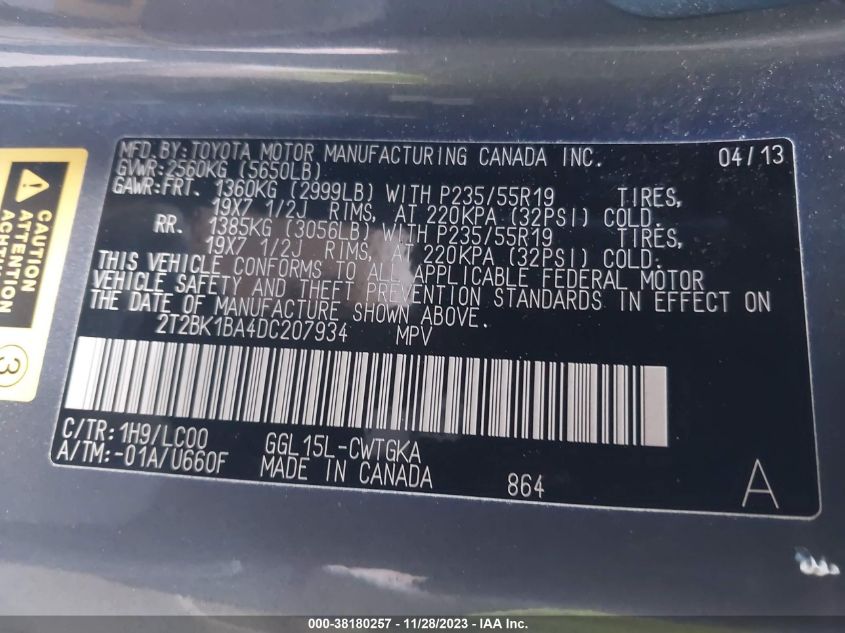 MFD. BY: TOYOTA MOTOR MANUFACTURING CANADA INC. 04/13
GVWR: 2560KG (5650LB)
GAWR: FRT. 1360KG (2999LB) WITH P235/55R19 TIRES,
19X7 1/2J RIMS, AT 220KPA (32PSI) COLD.
RR. 1385KG (3056LB) WITH P235/55R19 TIRES,
19X7 1/2J RIMS, AT 220KPA (32PSI) COLD.
THIS VEHICLE CONFORMS TO ALL APPLICABLE FEDERAL MOTOR
VEHICLE SAFETY AND THEFT PREVENTION STANDARDS IN EFFECT ON
THE DATE OF MANUFACTURE SHOWN ABOVE.
2T2BK1BA4DC207934 MPV
C/TR: 1H9/LC00 GGL15L-CWTGKA
A/TM: -01A/U660F MADE IN CANADA 864 A
CAUTION
ATTENTION
ACHTUNG
3
000-38180257 - 11/28/2023 - IAAI.com